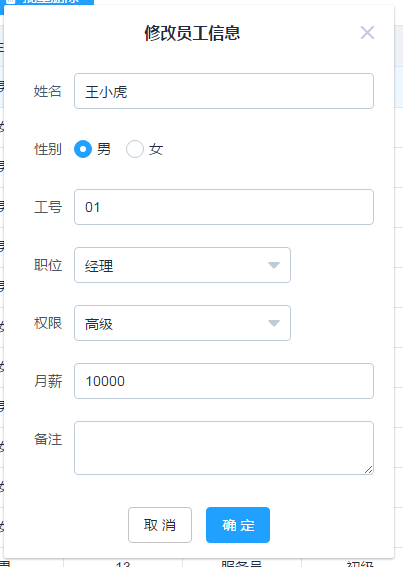 修改员工信息
姓名 王小虎
性别 男 女
工号 01
职位 经理
权限 高级
月薪 10000
备注
取 消 确 定
男 13 服务员 初级